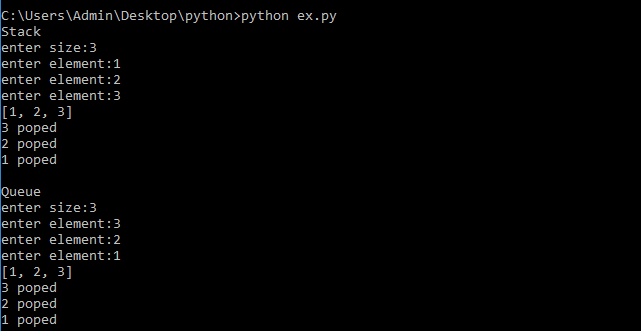 C:\Users\Admin\Desktop\python>python ex.py
Stack
enter size:3
enter element:1
enter element:2
enter element:3
[1, 2, 3]
3 poped
2 poped
1 poped
Queue
enter size:3
enter element:3
enter element:2
enter element:1
[1, 2, 3]
3 poped
2 poped
1 poped